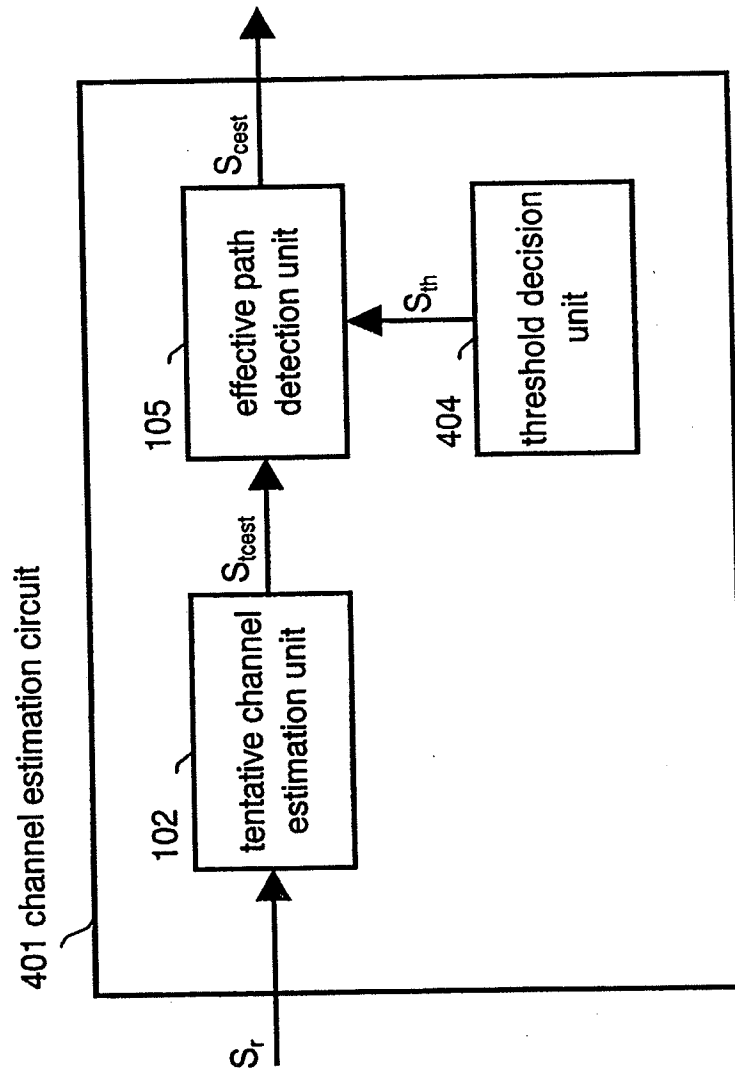 401 channel estimation circuit
Sr
102
tentative channel
estimation unit
Stcest
105
effective path
detection unit
Scest
Sth
404
threshold decision
unit